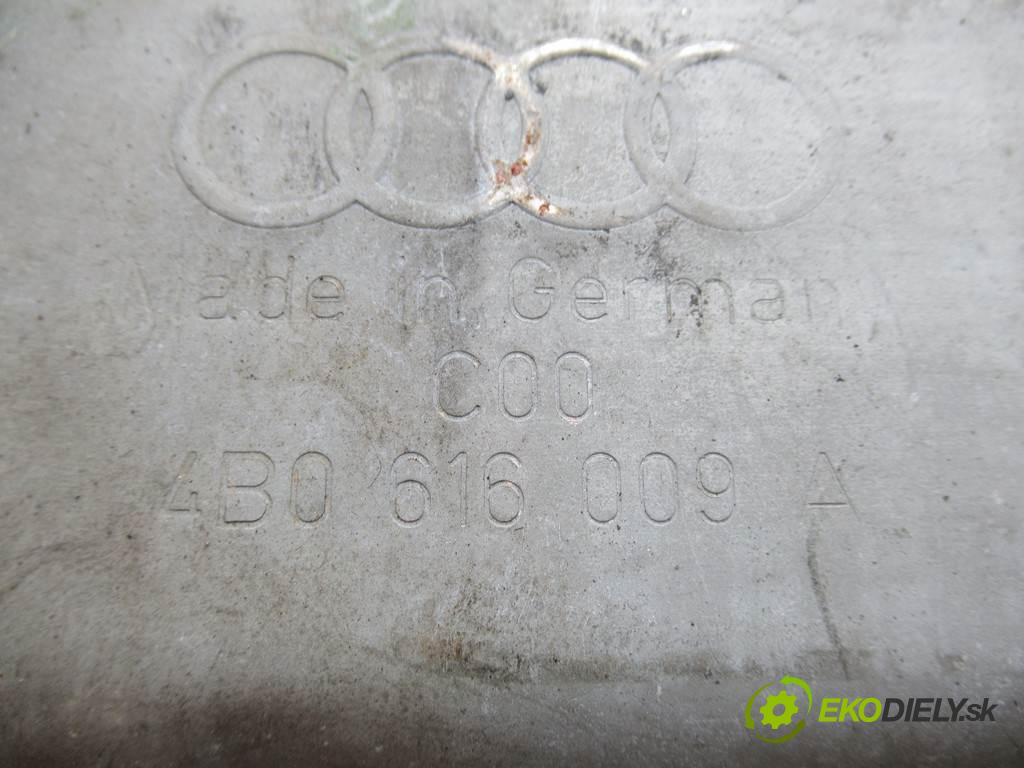 Made in Germany
C00
4B0 616 009 A
EKODIELY.sk